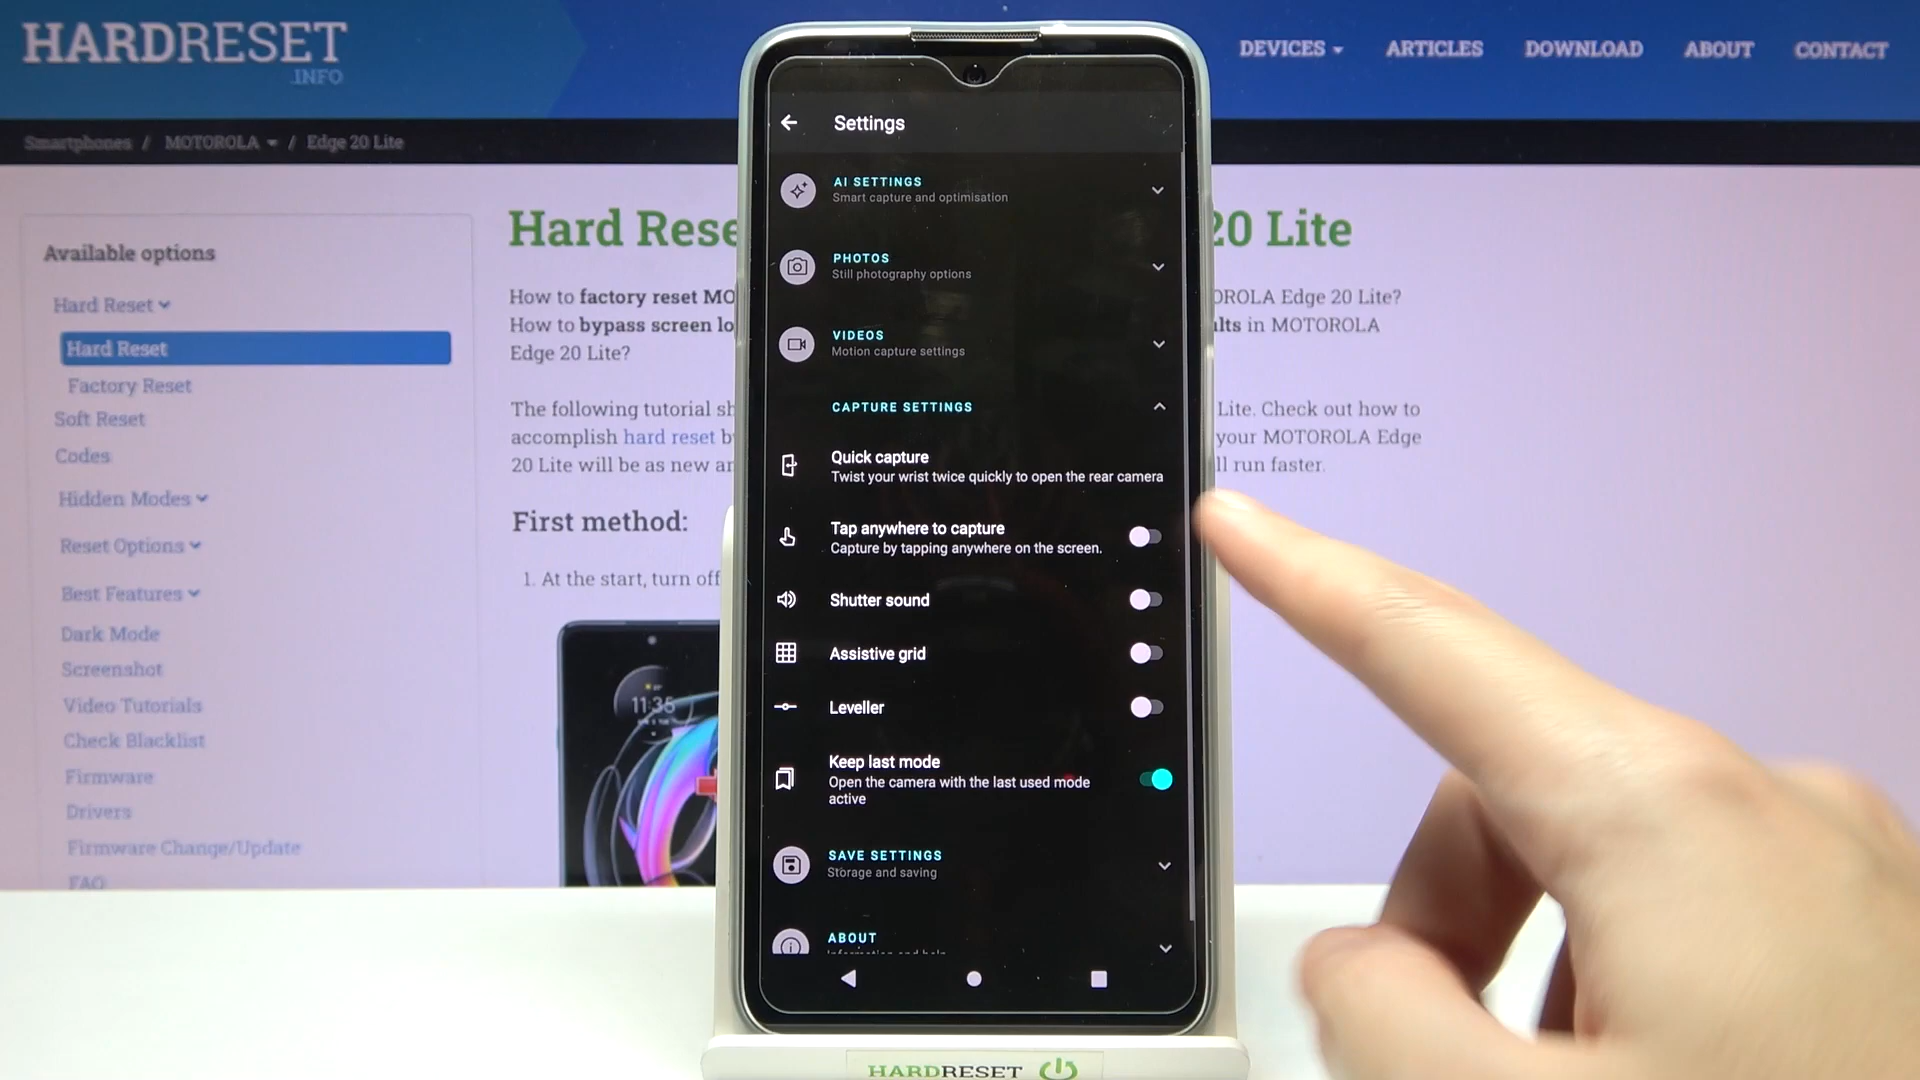 HARDRESET
.INFO
DEVICES
ARTICLES
DOWNLOAD
ABOUT
CONTACT
Smartphones / MOTOROLA / Edge 20 Lite
Available options
Hard Reset
Hard Reset
Factory Reset
Soft Reset
Codes
Hidden Modes
Reset Options
Best Features
Dark Mode
Screenshot
Video Tutorials
Check Blacklist
Firmware
Drivers
Firmware Change/Update
FAQ
Hard Rese 20 Lite
How to factory reset MO OROLA Edge 20 Lite?
How to bypass screen lo ults in MOTOROLA
Edge 20 Lite?
The following tutorial sh Lite. Check out how to
accomplish hard reset b your MOTOROLA Edge
20 Lite will be as new an ll run faster.
First method:
1. At the start, turn off
11:35
Settings
AI SETTINGS
Smart capture and optimisation
PHOTOS
Still photography options
VIDEOS
Motion capture settings
CAPTURE SETTINGS
Quick capture
Twist your wrist twice quickly to open the rear camera
Tap anywhere to capture
Capture by tapping anywhere on the screen.
Shutter sound
Assistive grid
Leveller
Keep last mode
Open the camera with the last used mode
active
SAVE SETTINGS
Storage and saving
ABOUT
Information and help
HARDRESET